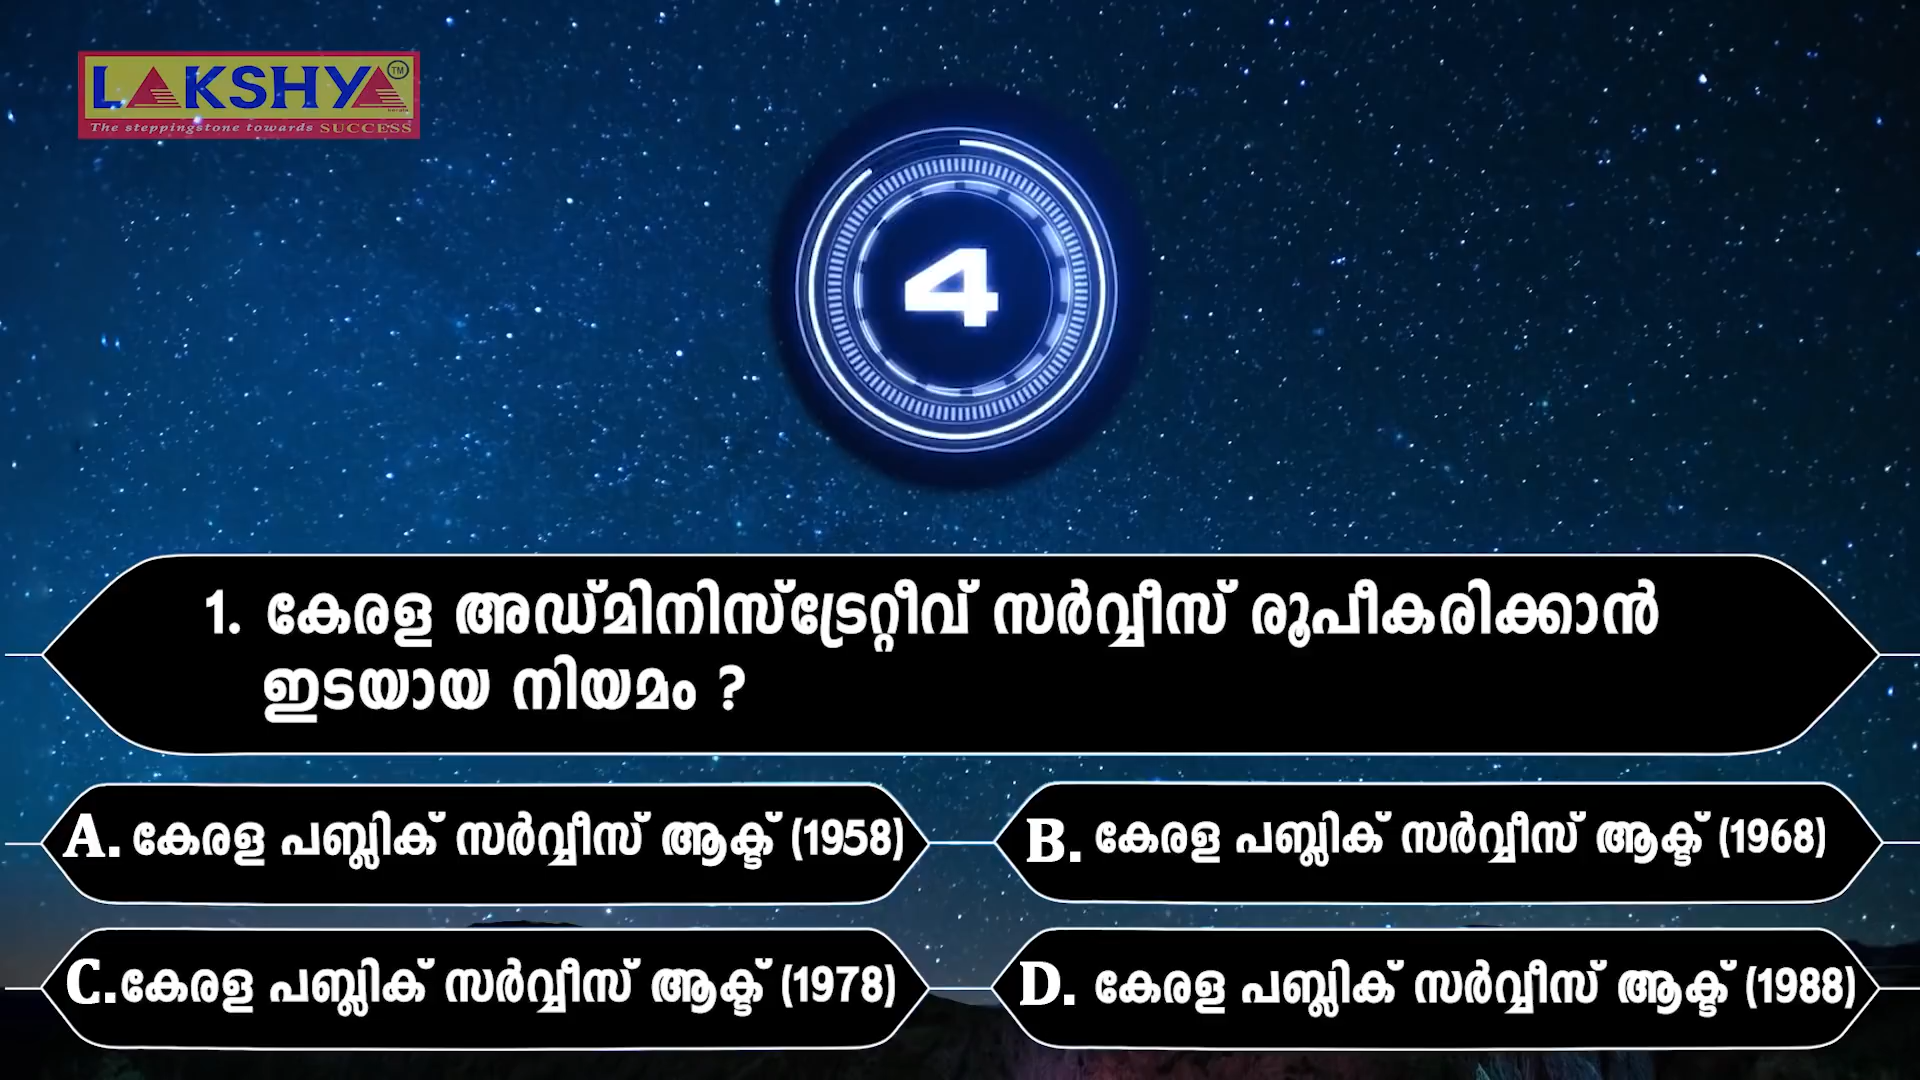 LAKSHYA TM
The steppingstone towards SUCCESS
4
1. കേരള അഡ്മിനിസ്ട്രേറ്റീവ് സർവ്വീസ് രൂപീകരിക്കാൻ
ഇടയായ നിയമം ?
A. കേരള പബ്ലിക് സർവ്വീസ് ആക്ട് (1958)
B. കേരള പബ്ലിക് സർവ്വീസ് ആക്ട് (1968)
C. കേരള പബ്ലിക് സർവ്വീസ് ആക്ട് (1978)
D. കേരള പബ്ലിക് സർവ്വീസ് ആക്ട് (1988)